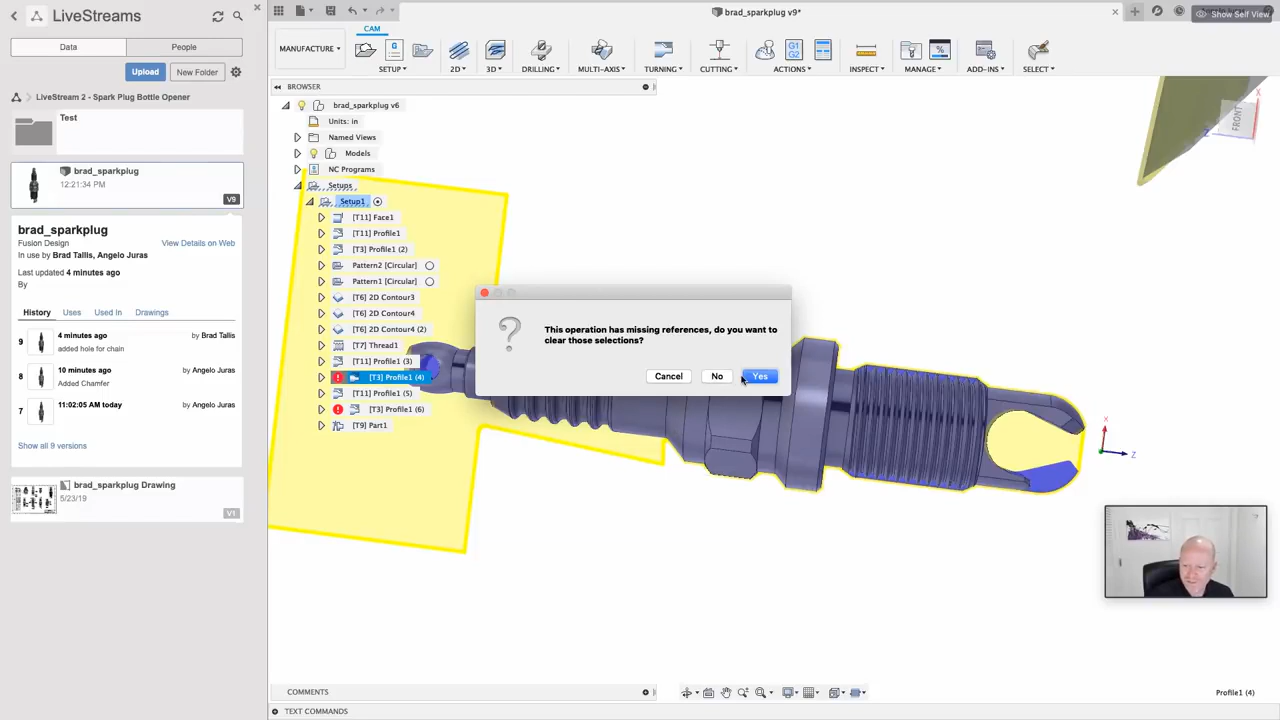 LiveStreams
Data
People
Upload
New Folder
LiveStream 2 - Spark Plug Bottle Opener
Test
brad_sparkplug
12:21:34 PM
V9
brad_sparkplug
Fusion Design
View Details on Web
In use by Brad Tallis, Angelo Juras
Last updated 4 minutes ago
By
History
Uses
Used In
Drawings
9
4 minutes ago
by Brad Tallis
added hole for chain
8
10 minutes ago
by Angelo Juras
Added Chamfer
7
11:02:05 AM today
by Angelo Juras
Show all 9 versions
brad_sparkplug Drawing
5/23/19
V1
brad_sparkplug v9*
Show Self View
CAM
MANUFACTURE
SETUP
2D
3D
DRILLING
MULTI-AXIS
TURNING
CUTTING
G1
G2
ACTIONS
INSPECT
MANAGE
ADD-INS
SELECT
BROWSER
brad_sparkplug v6
Units: in
Named Views
Models
NC Programs
Setups
Setup1
[T11] Face1
[T11] Profile1
[T3] Profile1 (2)
Pattern2 [Circular]
Pattern1 [Circular]
[T6] 2D Contour3
[T6] 2D Contour4
[T6] 2D Contour4 (2)
[T7] Thread1
[T11] Profile1 (3)
[T3] Profile1 (4)
[T11] Profile1 (5)
[T3] Profile1 (6)
[T9] Part1
This operation has missing references, do you want to
clear those selections?
Cancel
No
Yes
FRONT
X
Z
X
Z
COMMENTS
Profile1 (4)
TEXT COMMANDS